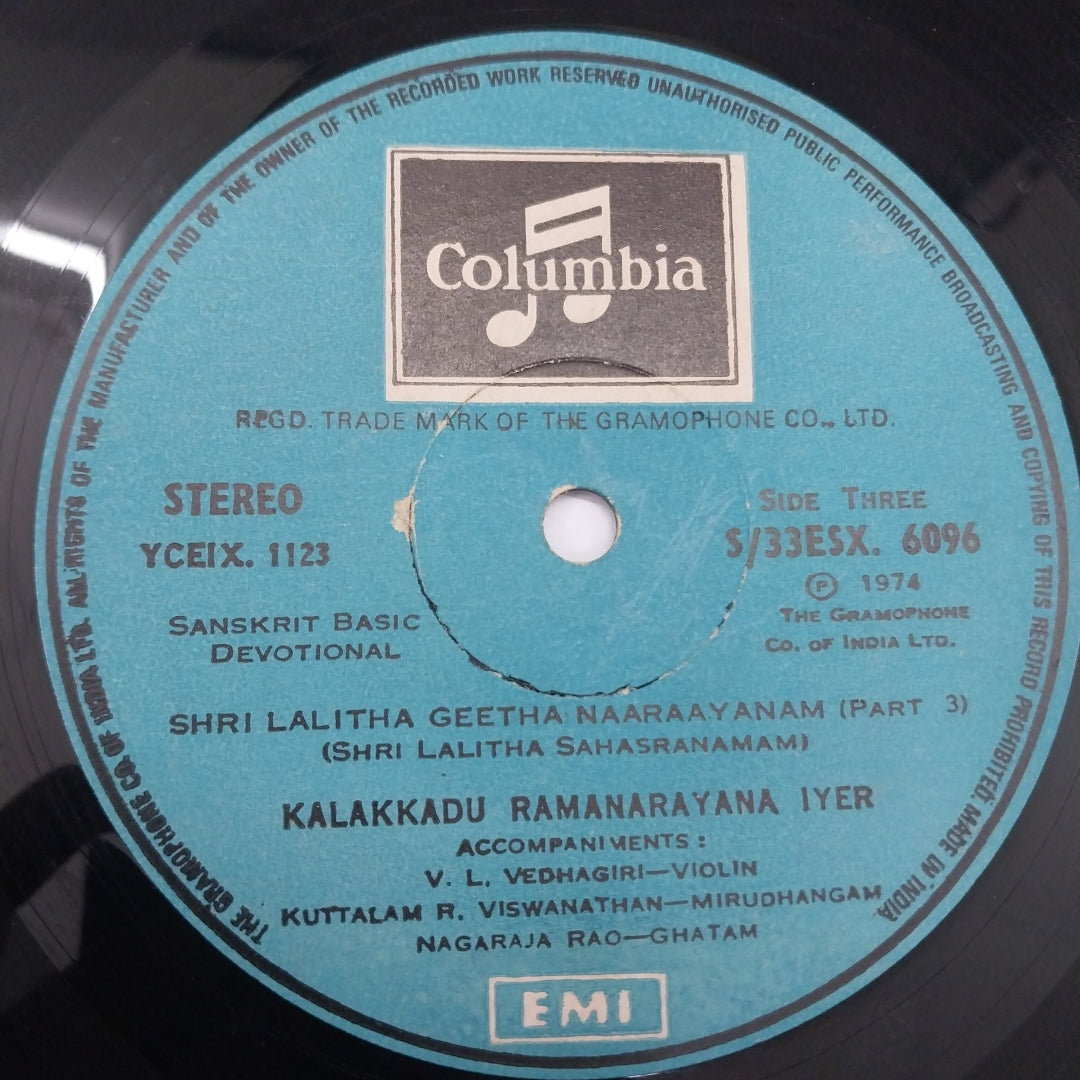 THE GRAMOPHONE CO. OF INDIA LTD. ALL RIGHTS OF THE MANUFACTURER AND OF THE OWNER OF THE RECORDED WORK RESERVED UNAUTHORISED PUBLIC PERFORMANCE BROADCASTING AND COPYING OF THIS RECORD PROHIBITED. MADE IN INDIA
Columbia
REGD. TRADE MARK OF THE GRAMOPHONE CO., LTD.
STEREO
YCEIX. 1123
SIDE THREE
S/33ESX. 6096
Ⓟ 1974
THE GRAMOPHONE
CO. OF INDIA LTD.
SANSKRIT BASIC
DEVOTIONAL
SHRI LALITHA GEETHA NAARAAYANAM (PART 3)
(SHRI LALITHA SAHASRANAMAM)
KALAKKADU RAMANARAYANA IYER
ACCOMPANIMENTS :
V. L. VEDHAGIRI—VIOLIN
KUTTALAM R. VISWANATHAN—MIRUDHANGAM
NAGARAJA RAO—GHATAM
EMI